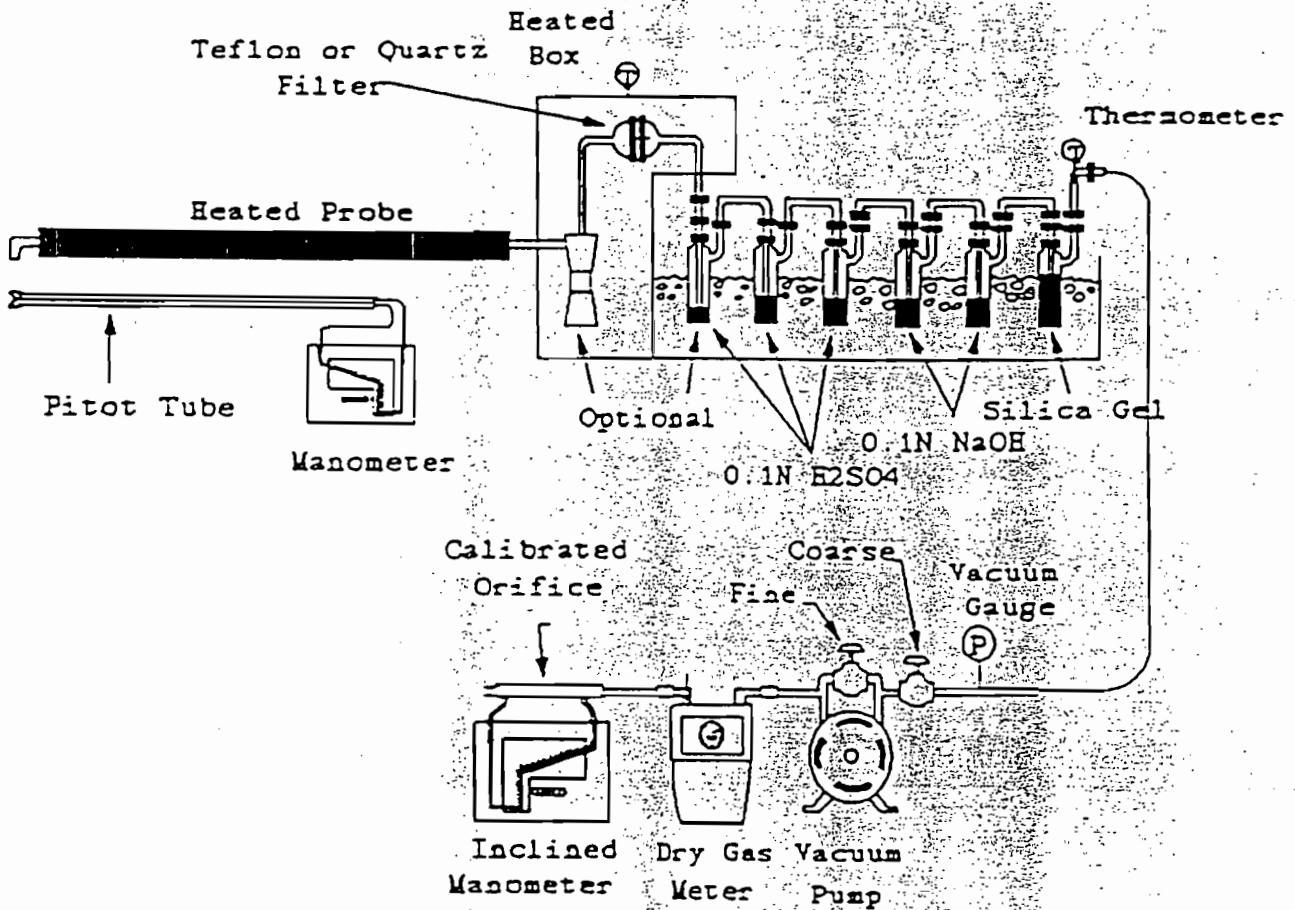 Heated
Box
Teflon or Quartz
Filter
T
Thermometer
T
Heated Probe
Pitot Tube
Manometer
Optional
Silica Gel
0.1N NaOH
0.1N H2SO4
Calibrated
Orifice
Coarse
Fine
Vacuum
Gauge
P
Inclined
Manometer
Dry Gas
Meter
Vacuum
Pump